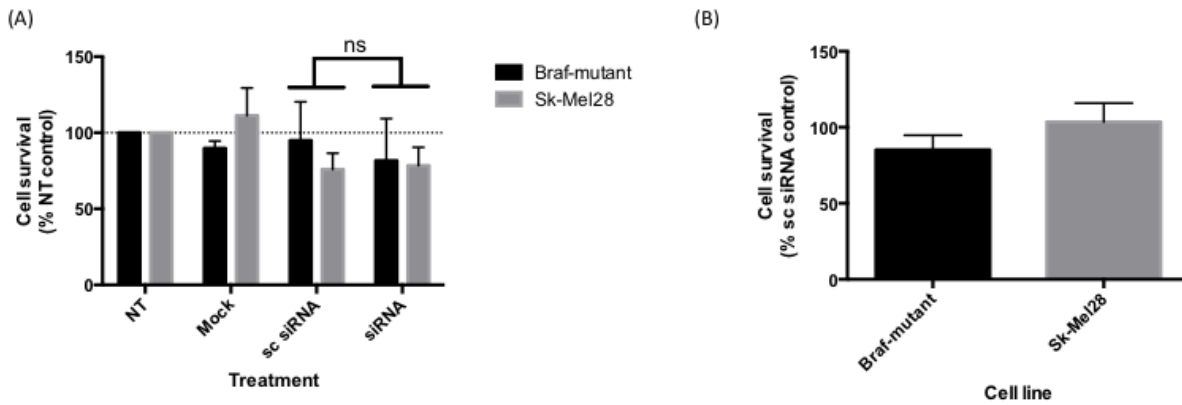 (A)
Cell survival
(% NT control)
150
100
50
0
ns
NT
Mock
sc siRNA
siRNA
Treatment
Braf-mutant
Sk-Mel28
(B)
Cell survival
(% sc siRNA control)
150
100
50
0
Braf-mutant
Sk-Mel28
Cell line